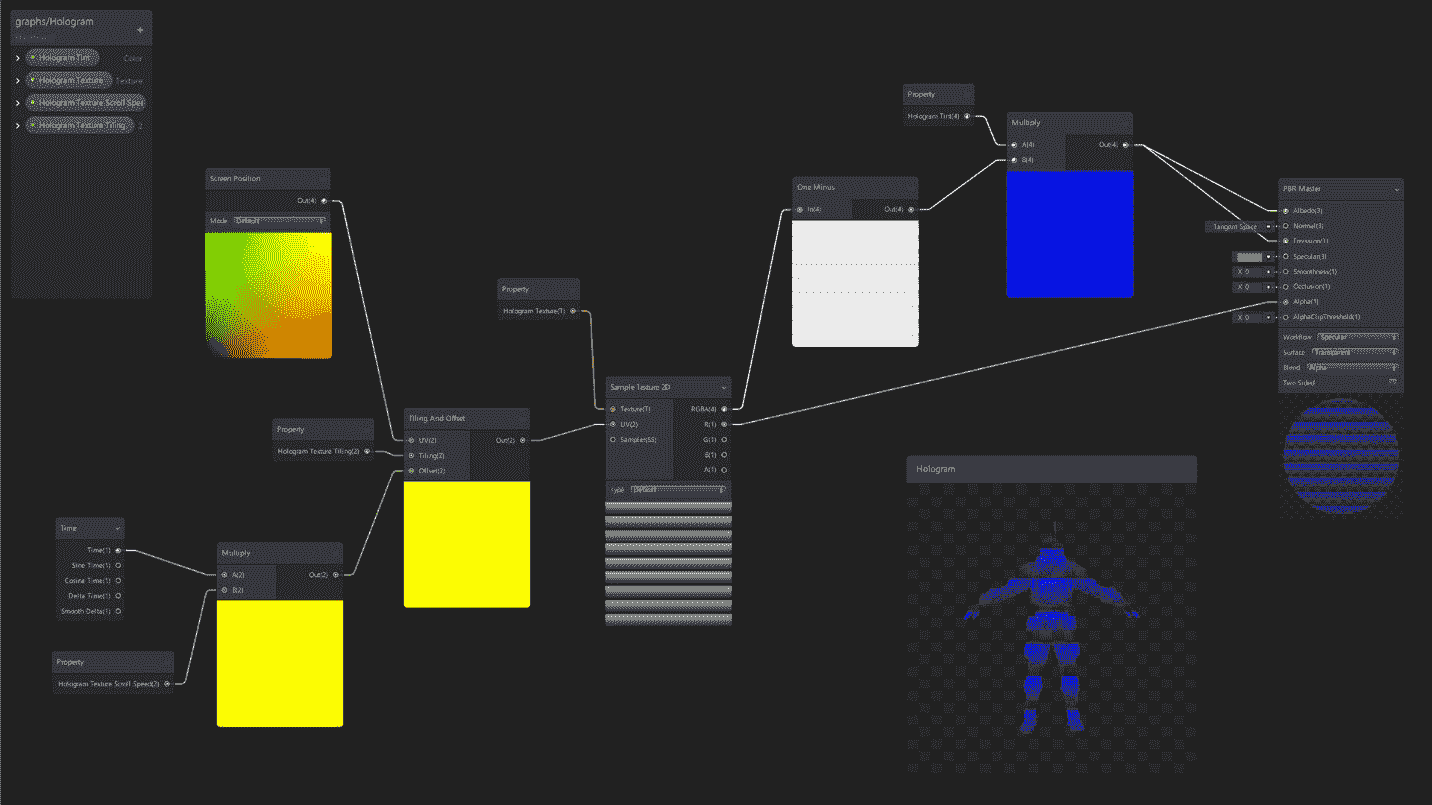 graphs/Hologram
Hologram Tint Color
Hologram Texture Texture
Hologram Texture Scroll Spee
Hologram Texture Tiling 2
Property
Hologram Tint(4)
Multiply
A(4) Out(4)
B(4)
Screen Position
Out(4)
Mode Default
One Minus
In(4) Out(4)
PBR Master
Albedo(3)
Tangent Space Normal(3)
Emission(3)
Specular(3)
X 0 Smoothness(1)
X 0 Occlusion(1)
Alpha(1)
X 0 AlphaClipThreshold(1)
Workflow Specular
Surface Transparent
Blend Alpha
Two Sided
Property
Hologram Texture(T)
Sample Texture 2D
Texture(T) RGBA(4)
UV(2) R(1)
Sampler(SS) G(1)
B(1)
A(1)
Type Default
Property
Hologram Texture Tiling(2)
Tiling And Offset
UV(2) Out(2)
Tiling(2)
Offset(2)
Hologram
Time
Time(1)
Sine Time(1)
Cosine Time(1)
Delta Time(1)
Smooth Delta(1)
Multiply
A(2) Out(2)
B(2)
Property
Hologram Texture Scroll Speed(2)